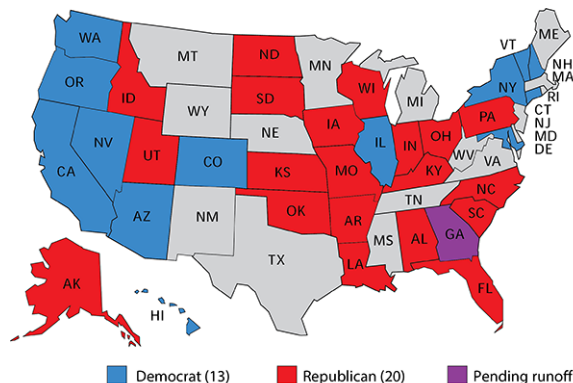 WA
MT
ND
MN
VT
ME
OR
ID
SD
WI
MI
NY
NH
MA
RI
CT
NJ
MD
DE
WY
IA
PA
NV
UT
NE
IL
IN
OH
CA
CO
KS
MO
KY
WV
VA
AZ
NM
OK
AR
TN
NC
SC
TX
LA
MS
AL
GA
FL
AK
HI
Democrat (13)
Republican (20)
Pending runoff